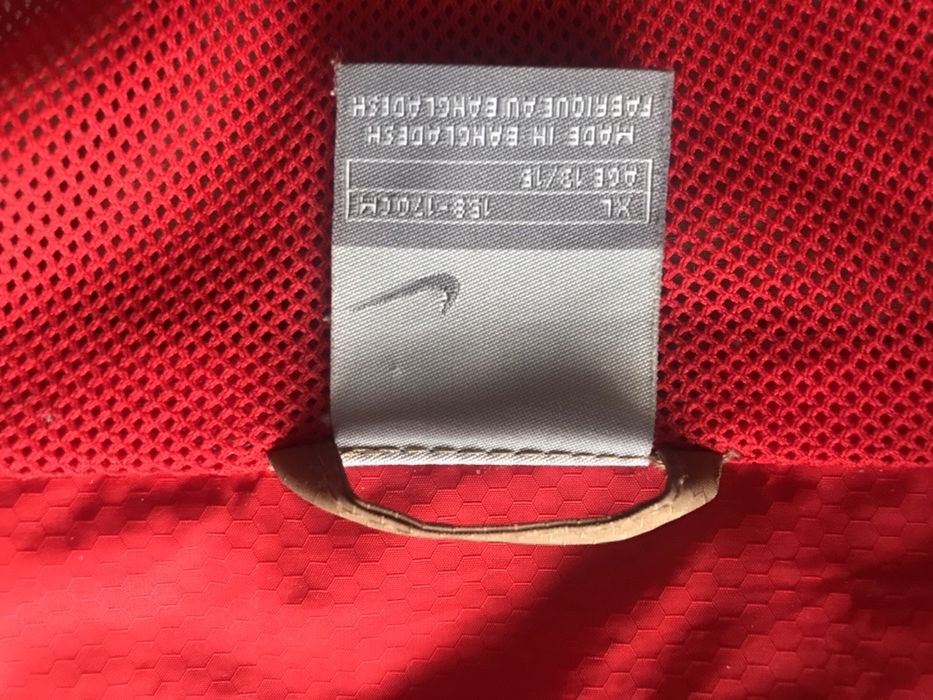 XL 158-170CM
AGE 13/15
MADE IN BANGLADESH
FABRIQUE AU BANGLADESH